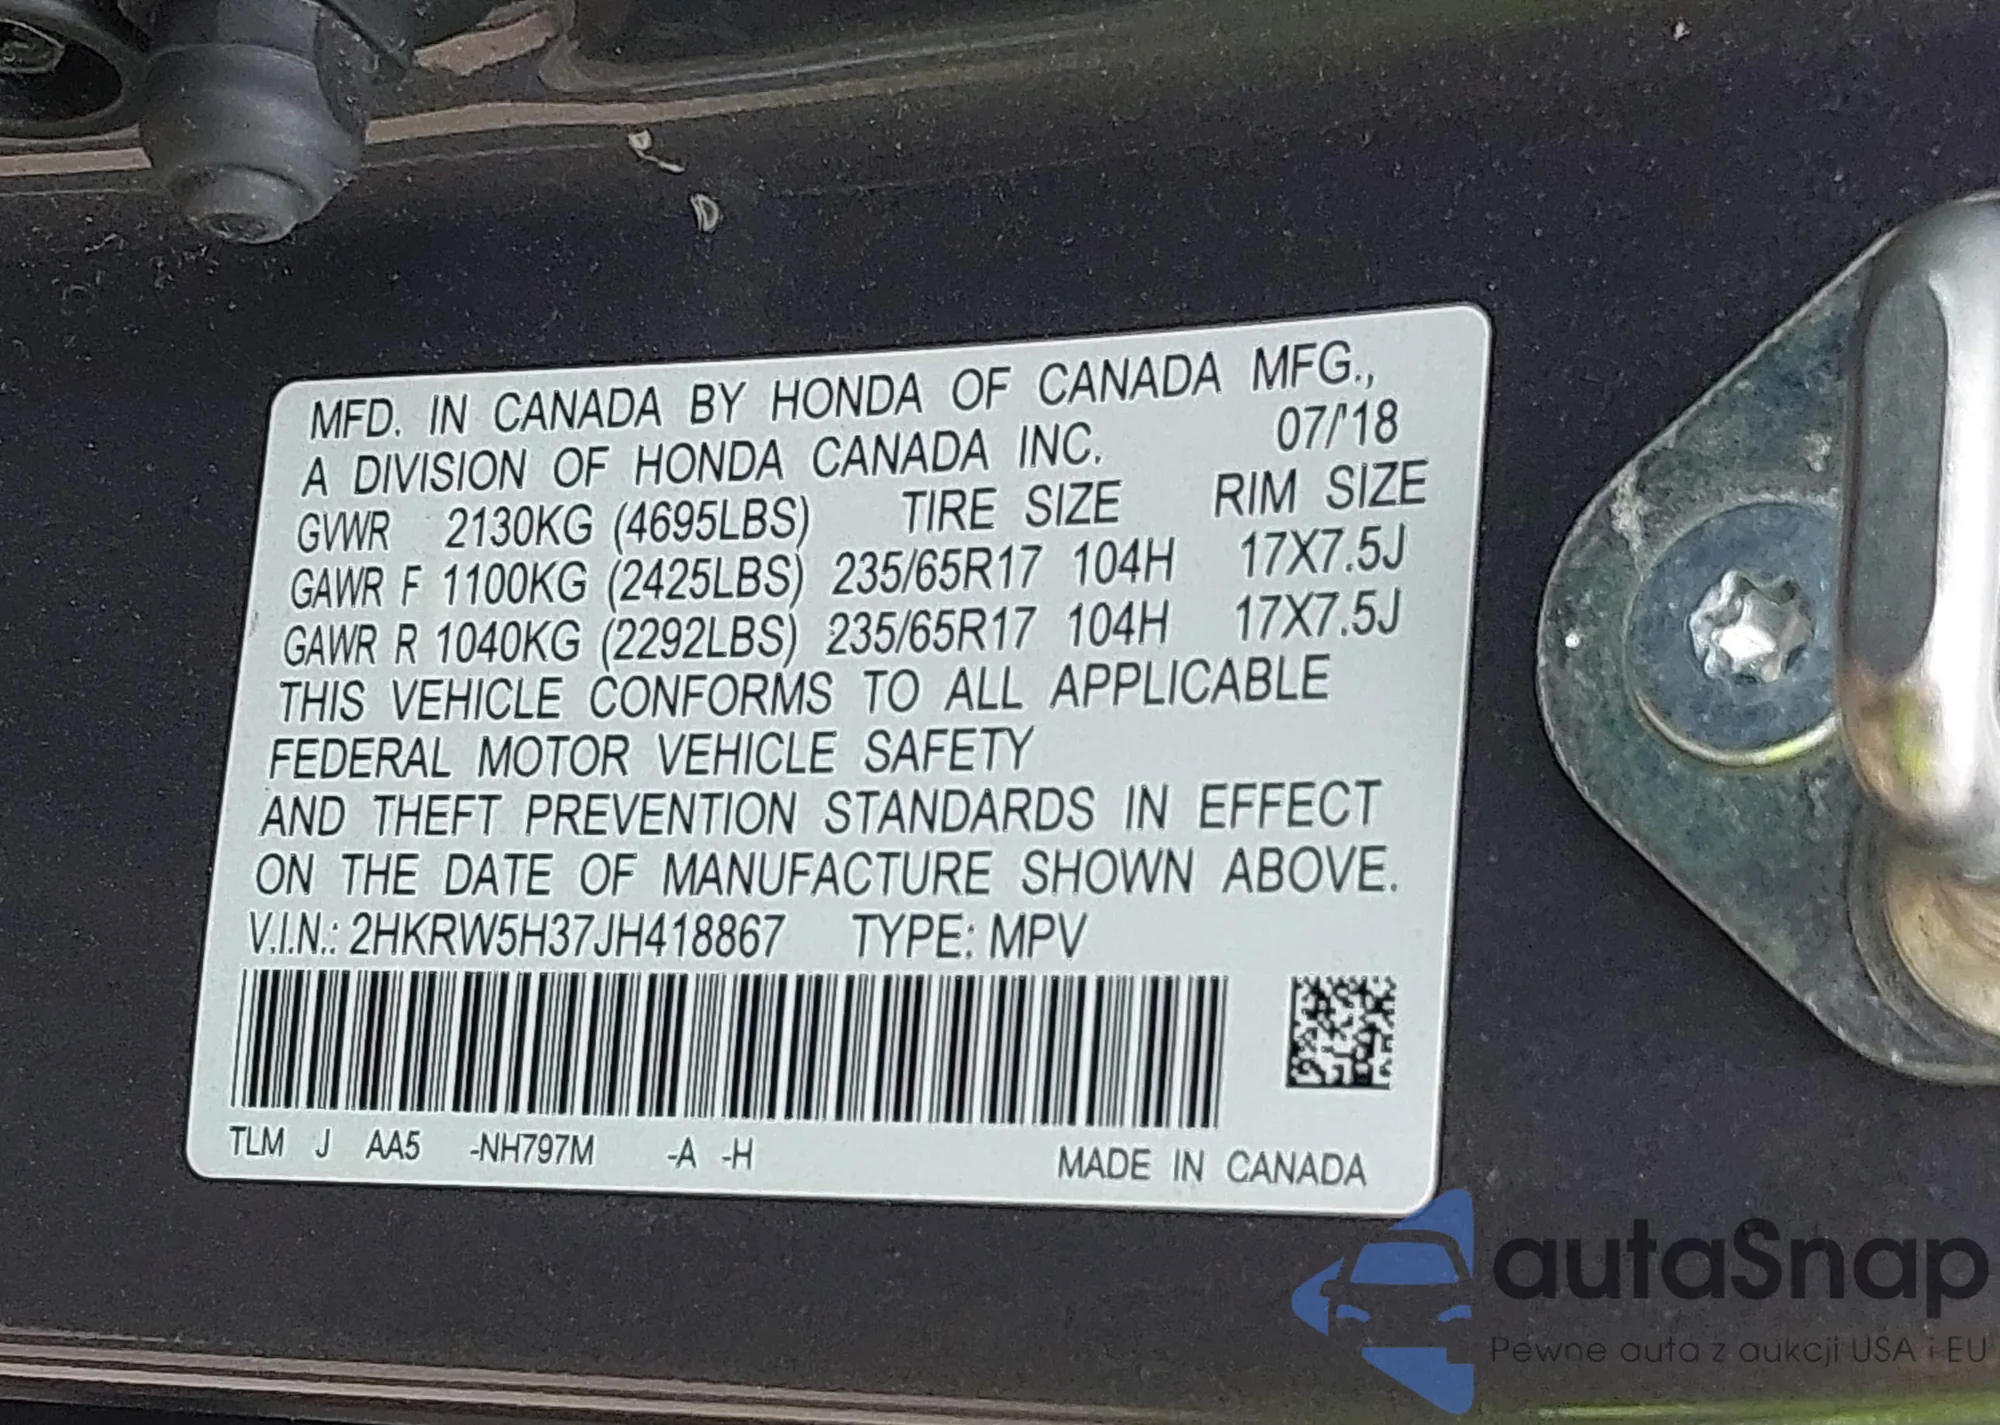 MFD. IN CANADA BY HONDA OF CANADA MFG.,
A DIVISION OF HONDA CANADA INC. 07/'18
GVWR 2130KG (4695LBS) TIRE SIZE RIM SIZE
GAWR F 1100KG (2425LBS) 235/65R17 104H 17X7.5J
GAWR R 1040KG (2292LBS) 235/65R17 104H 17X7.5J
THIS VEHICLE CONFORMS TO ALL APPLICABLE
FEDERAL MOTOR VEHICLE SAFETY
AND THEFT PREVENTION STANDARDS IN EFFECT
ON THE DATE OF MANUFACTURE SHOWN ABOVE.
V.I.N.: 2HKRW5H37JH418867 TYPE: MPV
TLM J AA5 -NH797M -A -H MADE IN CANADA
autaSnap
Pewne auta z aukcji USA i EU